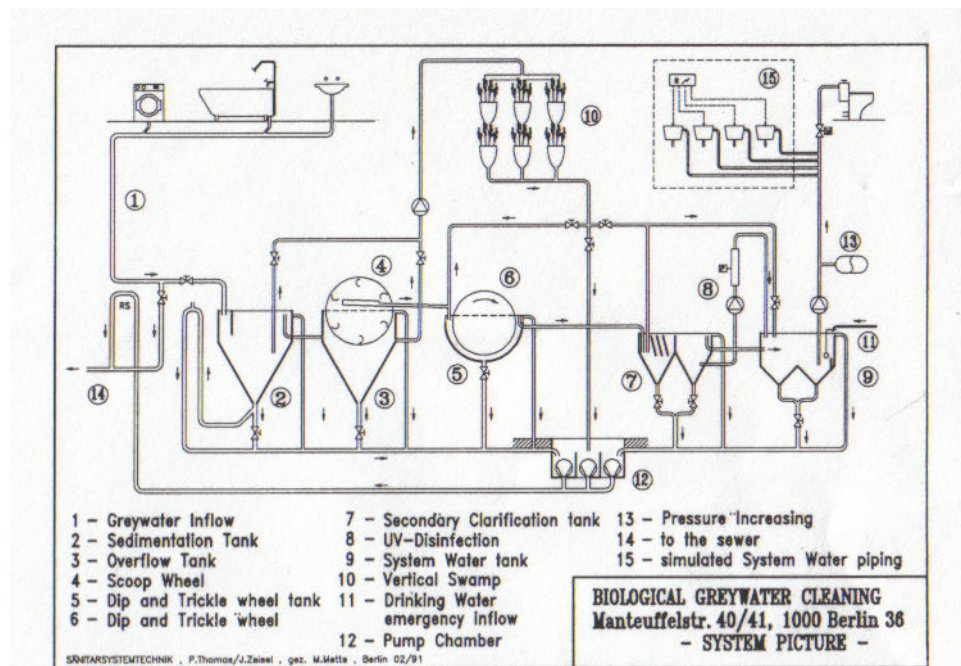 15
10
1
4
6
13
8
RS
11
14
2
3
5
7
9
12
1 - Greywater Inflow
2 - Sedimentation Tank
3 - Overflow Tank
4 - Scoop Wheel
5 - Dip and Trickle wheel tank
6 - Dip and Trickle wheel
7 - Secondary Clarification tank
8 - UV-Disinfection
9 - System Water tank
10 - Vertical Swamp
11 - Drinking Water
emergency Inflow
12 - Pump Chamber
13 - Pressure Increasing
14 - to the sewer
15 - simulated System Water piping
BIOLOGICAL GREYWATER CLEANING
Manteuffelstr. 40/41, 1000 Berlin 36
- SYSTEM PICTURE -
SANITARSYSTEMTECHNIK , P.Thomas/J.Zeisel , gez. M.Mette , Berlin 02/91